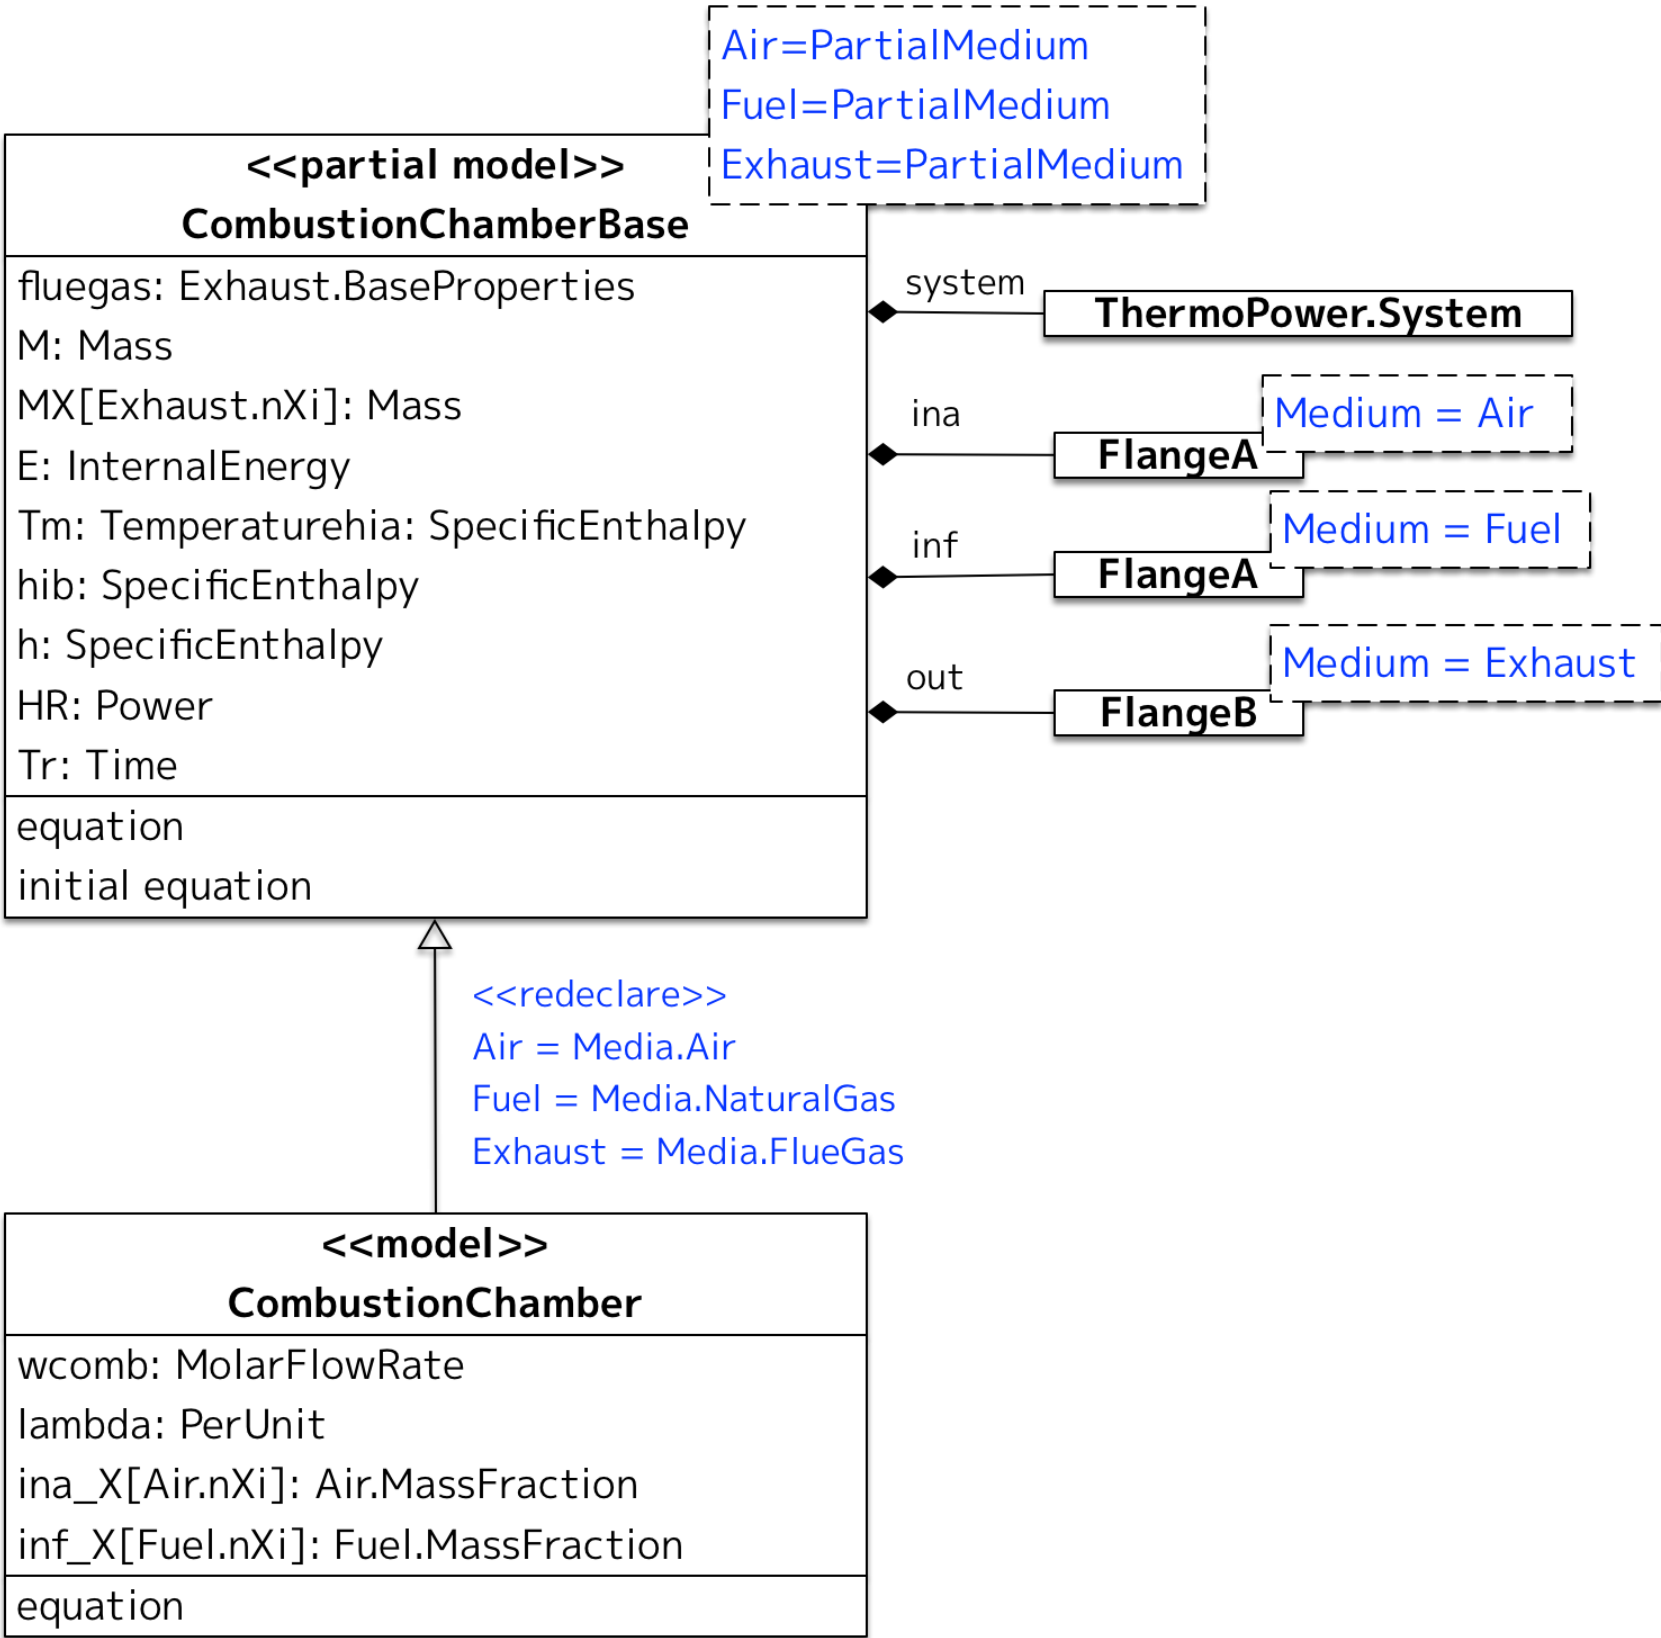 Air=PartialMedium
Fuel=PartialMedium
Exhaust=PartialMedium
<<partial model>>
CombustionChamberBase
fluegas: Exhaust.BaseProperties
M: Mass
MX[Exhaust.nXi]: Mass
E: InternalEnergy
Tm: Temperaturehia: SpecificEnthalpy
hib: SpecificEnthalpy
h: SpecificEnthalpy
HR: Power
Tr: Time
equation
initial equation
system
ThermoPower.System
ina
Medium = Air
FlangeA
inf
Medium = Fuel
FlangeA
out
Medium = Exhaust
FlangeB
<<redeclare>>
Air = Media.Air
Fuel = Media.NaturalGas
Exhaust = Media.FlueGas
<<model>>
CombustionChamber
wcomb: MolarFlowRate
lambda: PerUnit
ina_X[Air.nXi]: Air.MassFraction
inf_X[Fuel.nXi]: Fuel.MassFraction
equation